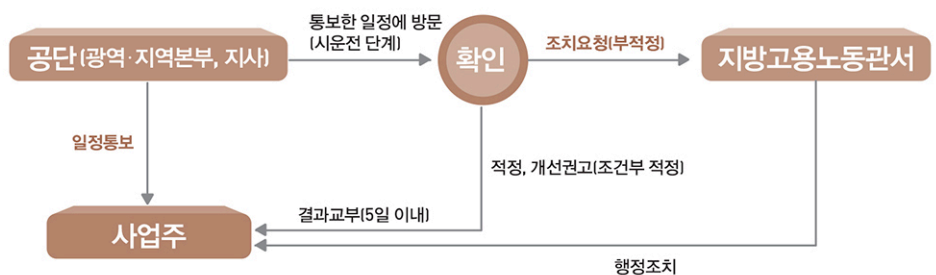 통보한 일정에 방문
(시운전 단계)
공단(광역·지역본부, 지사)
확인
조치요청(부적정)
지방고용노동관서
일정통보
적정, 개선권고(조건부 적정)
결과교부(5일 이내)
사업주
행정조치